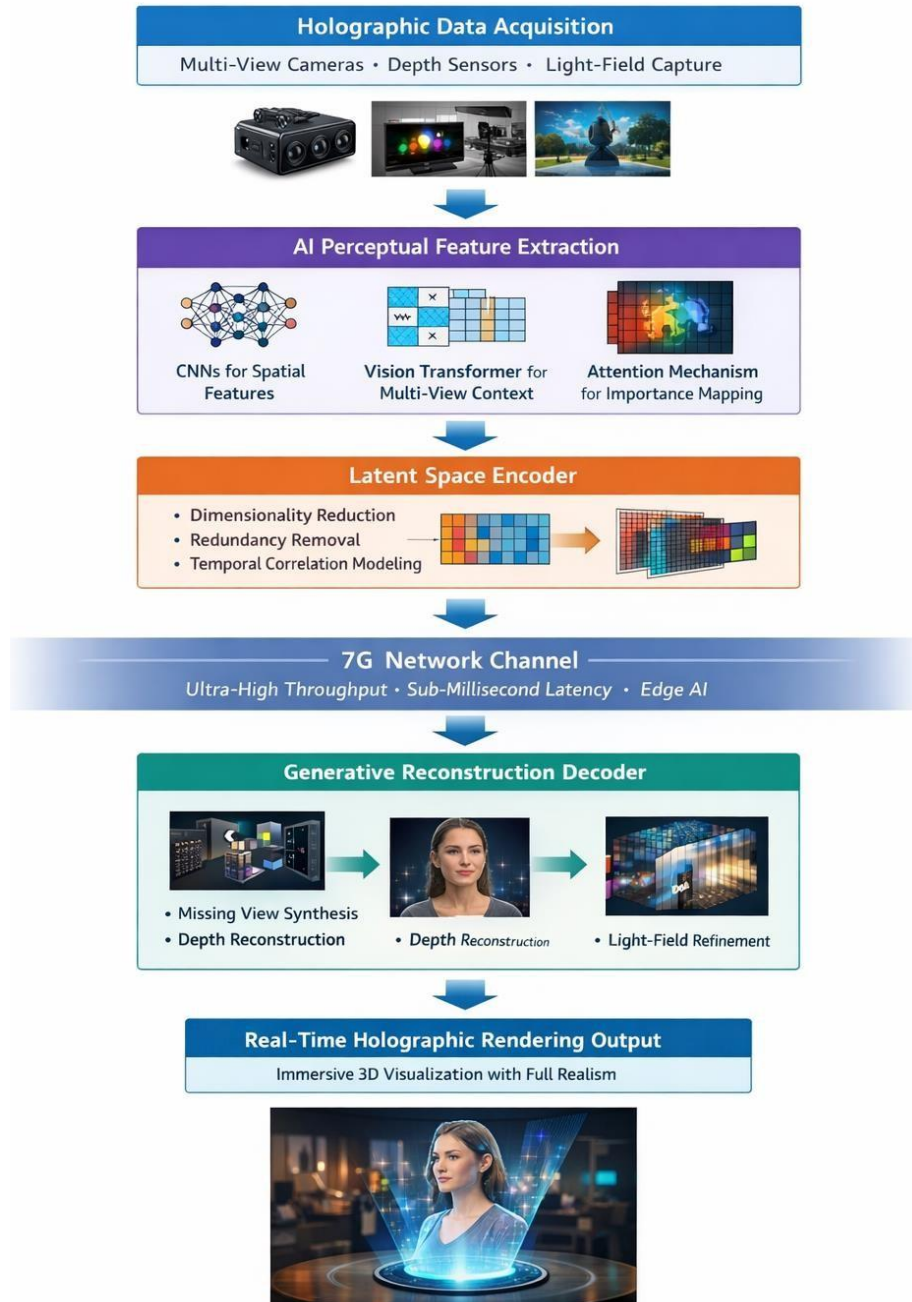 Holographic Data Acquisition
Multi-View Cameras • Depth Sensors • Light-Field Capture
AI Perceptual Feature Extraction
CNNs for Spatial
Features
Vision Transformer for
Multi-View Context
Attention Mechanism
for Importance Mapping
Latent Space Encoder
• Dimensionality Reduction
• Redundancy Removal
• Temporal Correlation Modeling
7G Network Channel
Ultra-High Throughput • Sub-Millisecond Latency • Edge AI
Generative Reconstruction Decoder
• Missing View Synthesis
• Depth Reconstruction
• Depth Reconstruction
• Light-Field Refinement
Real-Time Holographic Rendering Output
Immersive 3D Visualization with Full Realism